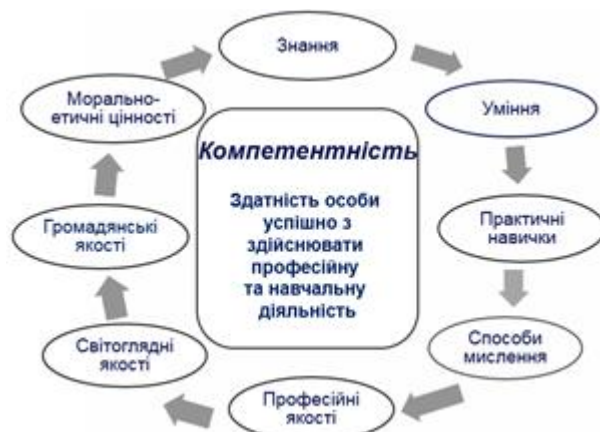 Знання
Уміння
Практичні
навички
Способи
мислення
Професійні
якості
Світоглядні
якості
Громадянські
якості
Морально-
етичні цінності
Компетентність
Здатність особи
успішно з
здійснювати
професійну
та навчальну
діяльність